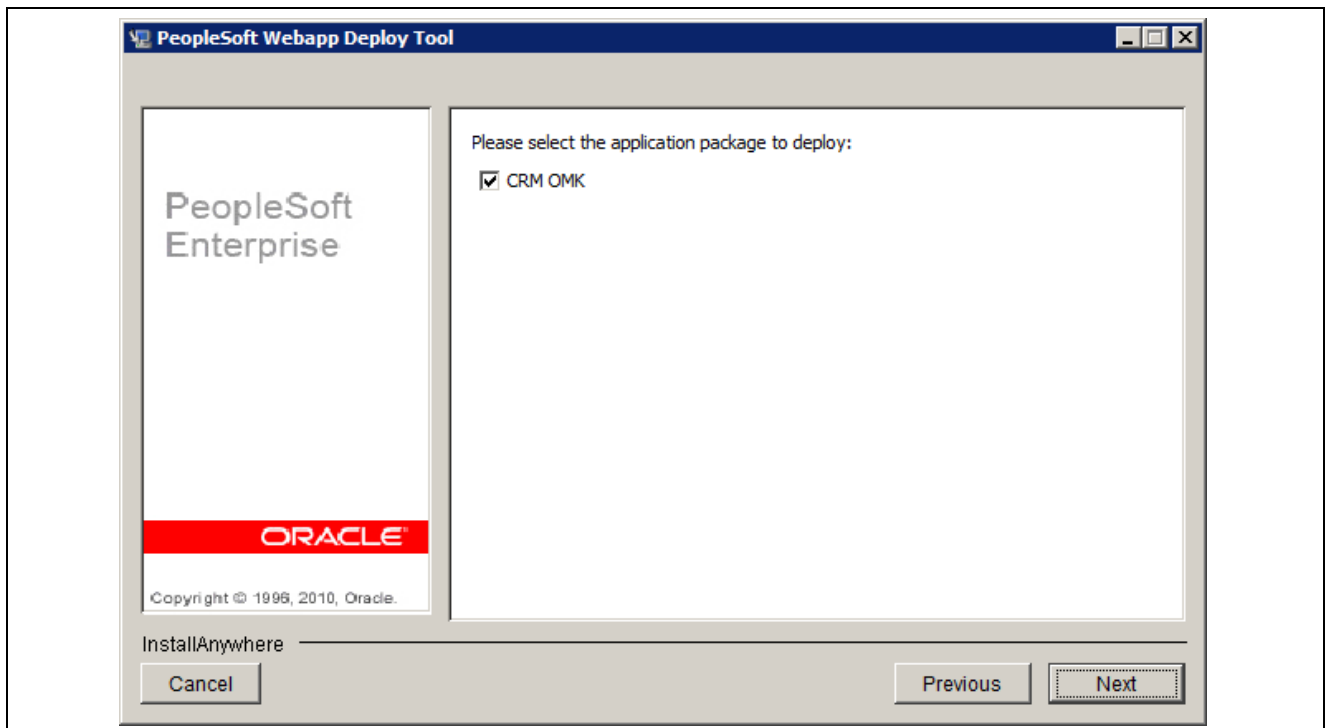 PeopleSoft Webapp Deploy Tool
PeopleSoft
Enterprise
ORACLE
Copyright © 1996, 2010, Oracle.
Please select the application package to deploy:
CRM OMK
InstallAnywhere
Cancel
Previous
Next